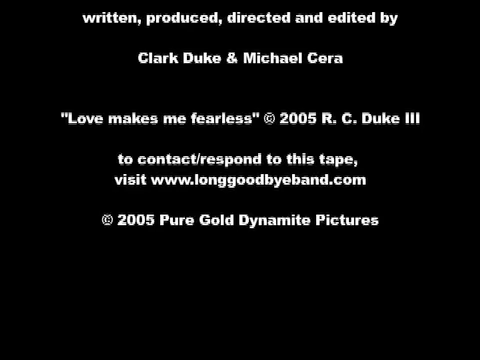 written, produced, directed and edited by
Clark Duke & Michael Cera
"Love makes me fearless" © 2005 R. C. Duke III
to contact/respond to this tape,
visit www.longgoodbyeband.com
© 2005 Pure Gold Dynamite Pictures